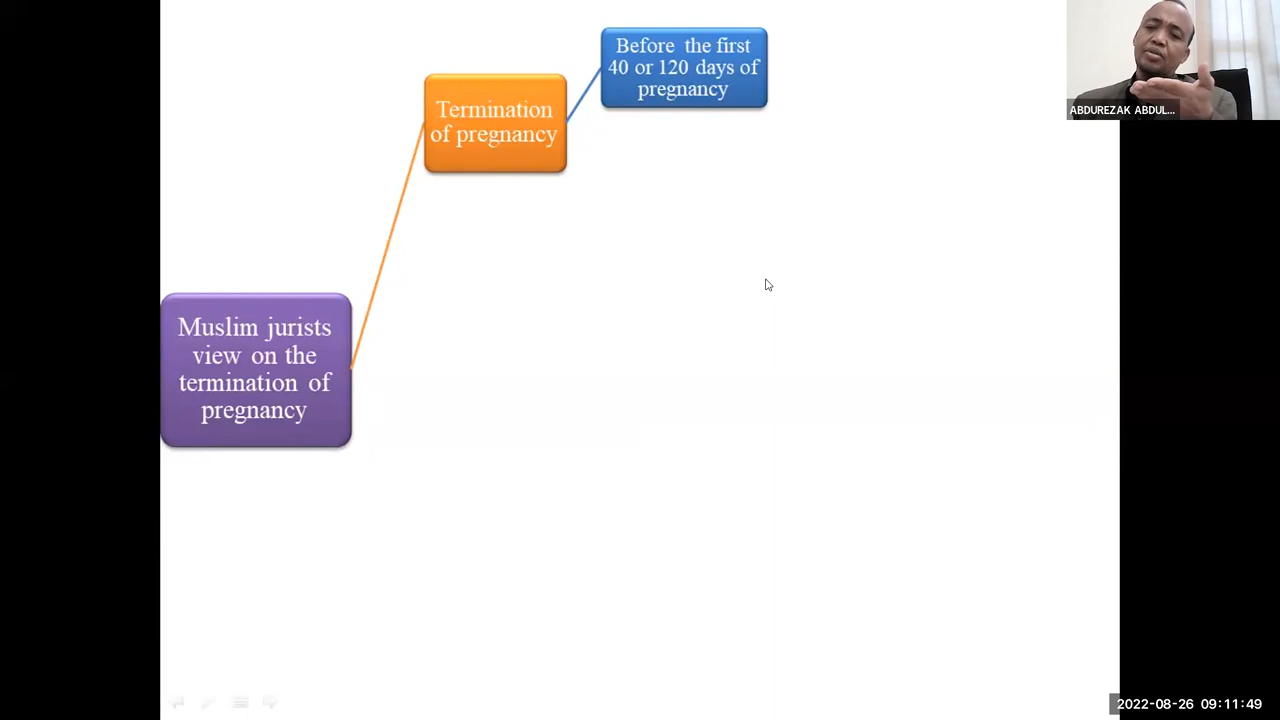 Before the first
40 or 120 days of
pregnancy
Termination
of pregnancy
ABDUREZAK ABDUL...
Muslim jurists
view on the
termination of
pregnancy
2022-08-26 09:11:49